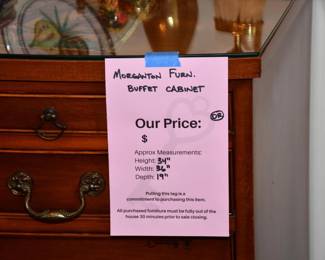 MORGANTON FURN.
BUFFET CABINET
Our Price:
DR
$
Approx Measurements:
Height: 34"
Width: 36"
Depth: 19"
Pulling this tag is a
commitment to purchasing this item.
All purchased furniture must be fully out of the
house 30 minutes prior to sale closing.